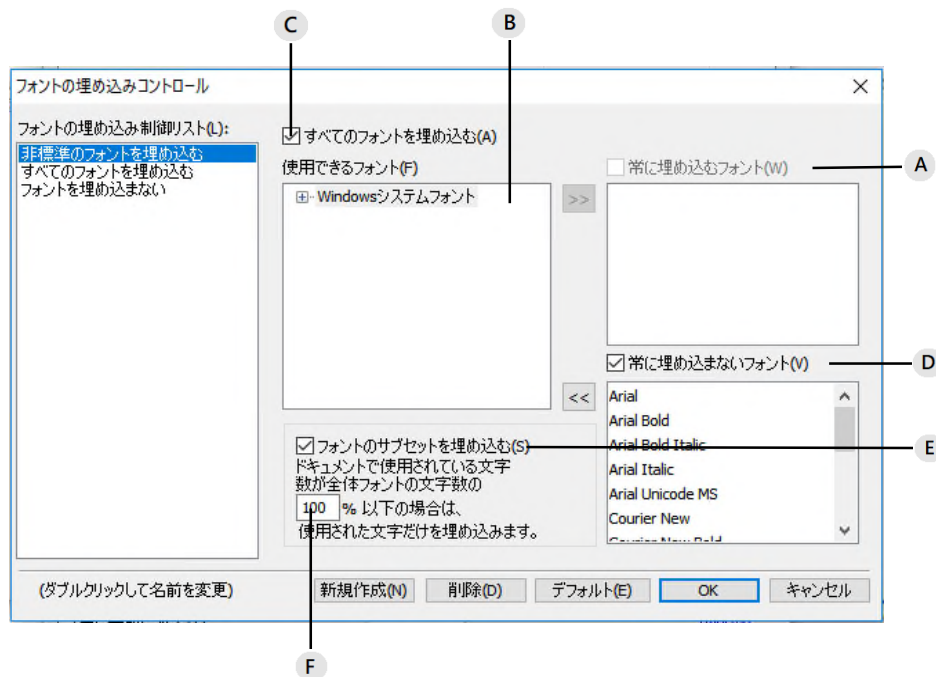 C
B
フォントの埋め込みコントロール
フォントの埋め込み制御リスト(L):
非標準のフォントを埋め込む
すべてのフォントを埋め込む
フォントを埋め込まない
すべてのフォントを埋め込む(A)
使用できるフォント(F)
Windowsシステムフォント
>>
<<
常に埋め込むフォント(W)
A
常に埋め込まないフォント(V)
D
Arial
Arial Bold
Arial Bold Italic
Arial Italic
Arial Unicode MS
Courier New
Courier New Bold
フォントのサブセットを埋め込む(S)
E
ドキュメントで使用されている文字
数が全体フォントの文字数の
100 % 以下の場合は、
使用された文字だけを埋め込みます。
(ダブルクリックして名前を変更)
新規作成(N)
削除(D)
デフォルト(E)
OK
キャンセル
F